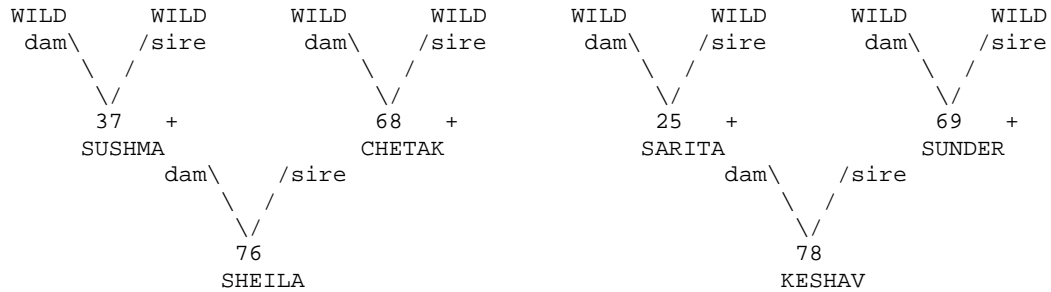 WILD WILD WILD WILD WILD WILD WILD WILD
dam\ /sire dam\ /sire dam\ /sire dam\ /sire
\ / \ / \ / \ /
\/ \/ \/ \/
37 + 68 + 25 + 69 +
SUSHMA CHETAK SARITA SUNDER
dam\ /sire dam\ /sire
\ / \ /
\/ \/
76 78
SHEILA KESHAV